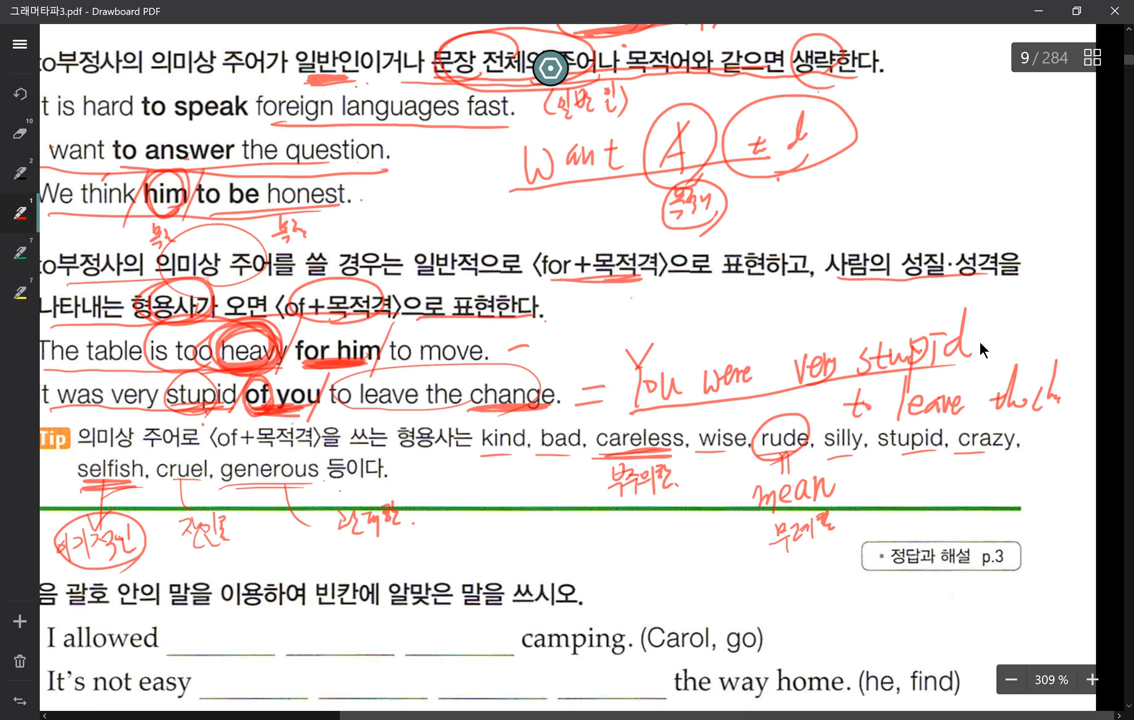 그래머타파3.pdf - Drawboard PDF
9 / 284
to부정사의 의미상 주어가 일반인이거나 문장 전체의 주어나 목적어와 같으면 생략한다.
t is hard to speak foreign languages fast.
〈일반인〉
want to answer the question.
want A to
목적어
We think him to be honest.
to부정사의 의미상 주어를 쓸 경우는 일반적으로 〈for+목적격〉으로 표현하고, 사람의 성질·성격을
나타내는 형용사가 오면 〈of+목적격〉으로 표현한다.
The table is too heavy for him to move.
t was very stupid of you to leave the change.
= You were very stupid
to leave the ch
Tip 의미상 주어로 〈of+목적격〉을 쓰는 형용사는 kind, bad, careless, wise, rude, silly, stupid, crazy,
selfish, cruel, generous 등이다.
부주의한
mean
무례한
이기적인
잔인한
관대한
• 정답과 해설 p.3
음 괄호 안의 말을 이용하여 빈칸에 알맞은 말을 쓰시오.
I allowed ______ ______ ______ camping. (Carol, go)
It's not easy ______ ______ ______ ______ the way home. (he, find)
309 %
10
2
1
7
7